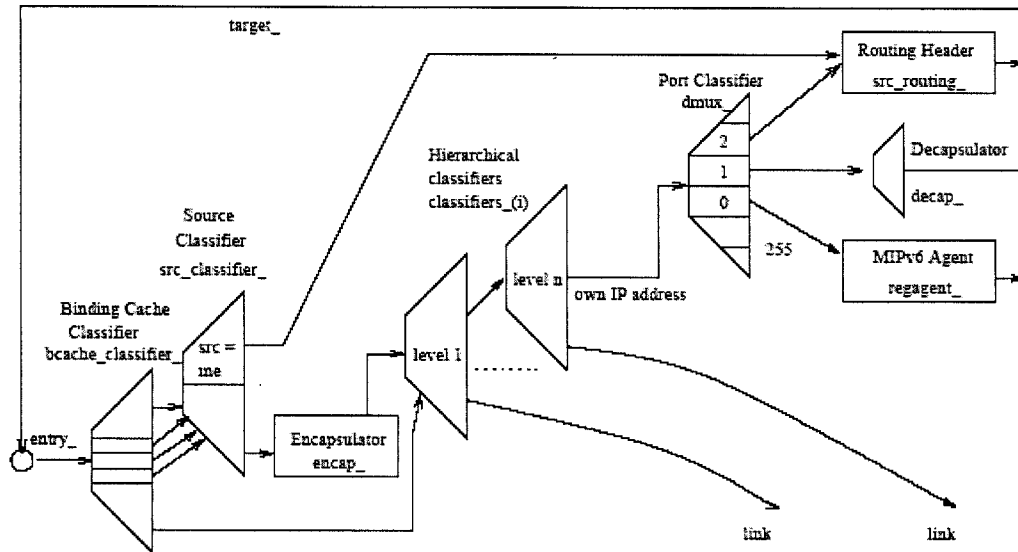 target_
Routing Header
src_routing_
Port Classifier
dmux_
2
1
0
255
Decapsulator
decap_
MIPv6 Agent
regagent_
Hierarchical
classifiers
classifiers_(i)
level n
own IP address
Source
Classifier
src_classifier_
level 1
Binding Cache
Classifier
bcache_classifier_
src =
me
Encapsulator
encap_
entry_
link
link